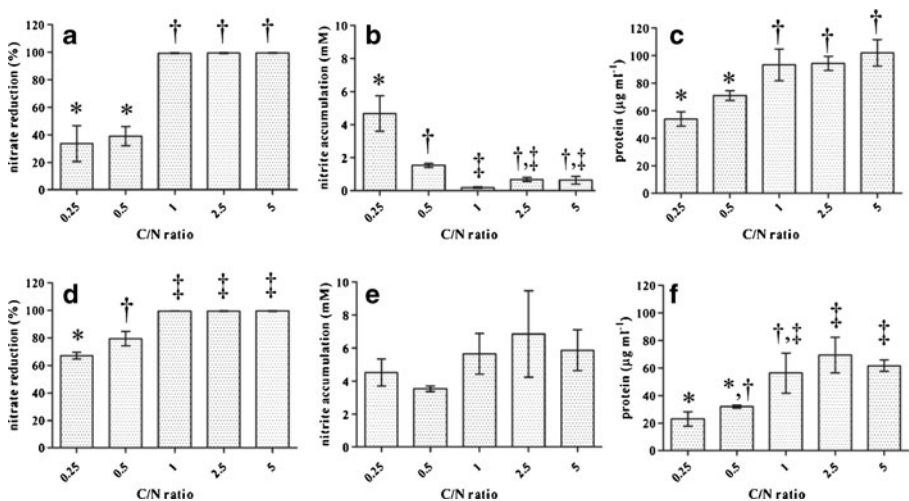 a
nitrate reduction (%)
120
100
80
60
40
20
0
* * † † †
0.25 0.5 1 2.5 5
C/N ratio
b
nitrite accumulation (mM)
10
8
6
4
2
0
* † ‡ †,‡ †,‡
0.25 0.5 1 2.5 5
C/N ratio
c
protein (µg ml⁻¹)
120
100
80
60
40
20
0
* * † † †
0.25 0.5 1 2.5 5
C/N ratio
d
nitrate reduction (%)
120
100
80
60
40
20
0
* † ‡ ‡ ‡
0.25 0.5 1 2.5 5
C/N ratio
e
nitrite accumulation (mM)
10
8
6
4
2
0
0.25 0.5 1 2.5 5
C/N ratio
f
protein (µg ml⁻¹)
120
100
80
60
40
20
0
* *,† †,‡ ‡ ‡
0.25 0.5 1 2.5 5
C/N ratio